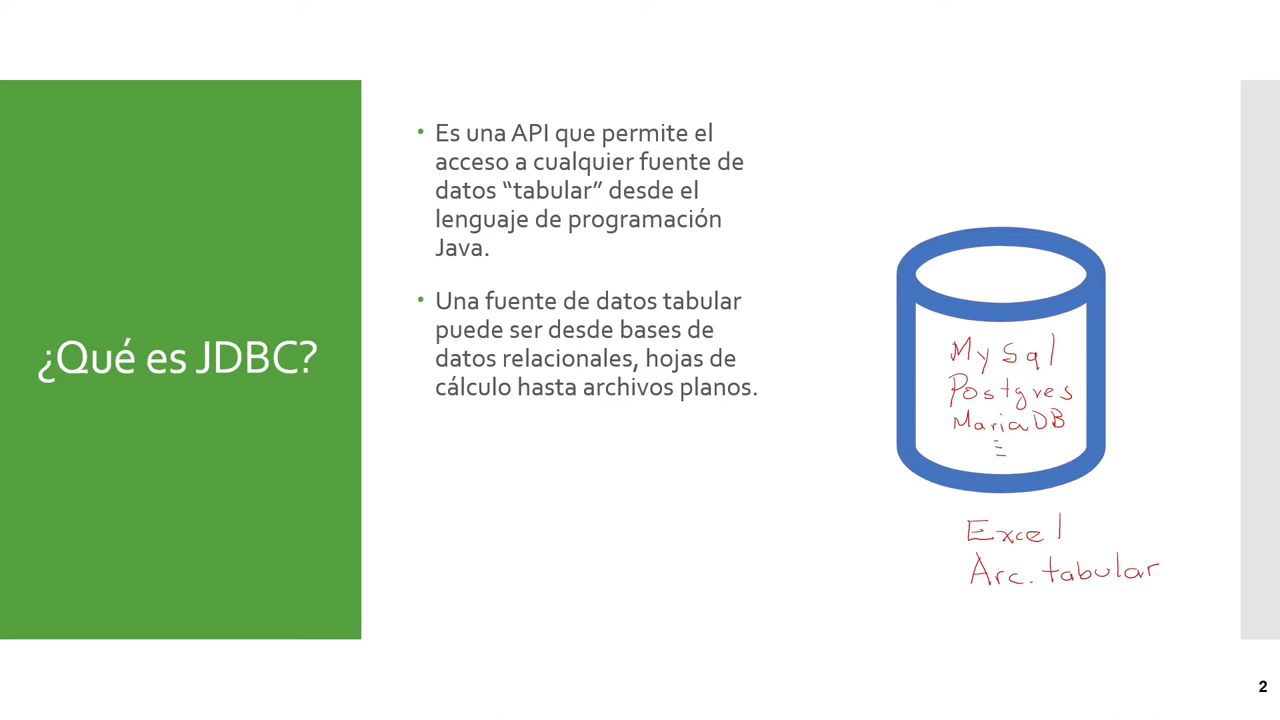 ¿Qué es JDBC?
• Es una API que permite el
acceso a cualquier fuente de
datos “tabular” desde el
lenguaje de programación
Java.
• Una fuente de datos tabular
puede ser desde bases de
datos relacionales, hojas de
cálculo hasta archivos planos.
MySql
Postgres
MariaDB
Excel
Arc. tabular
2